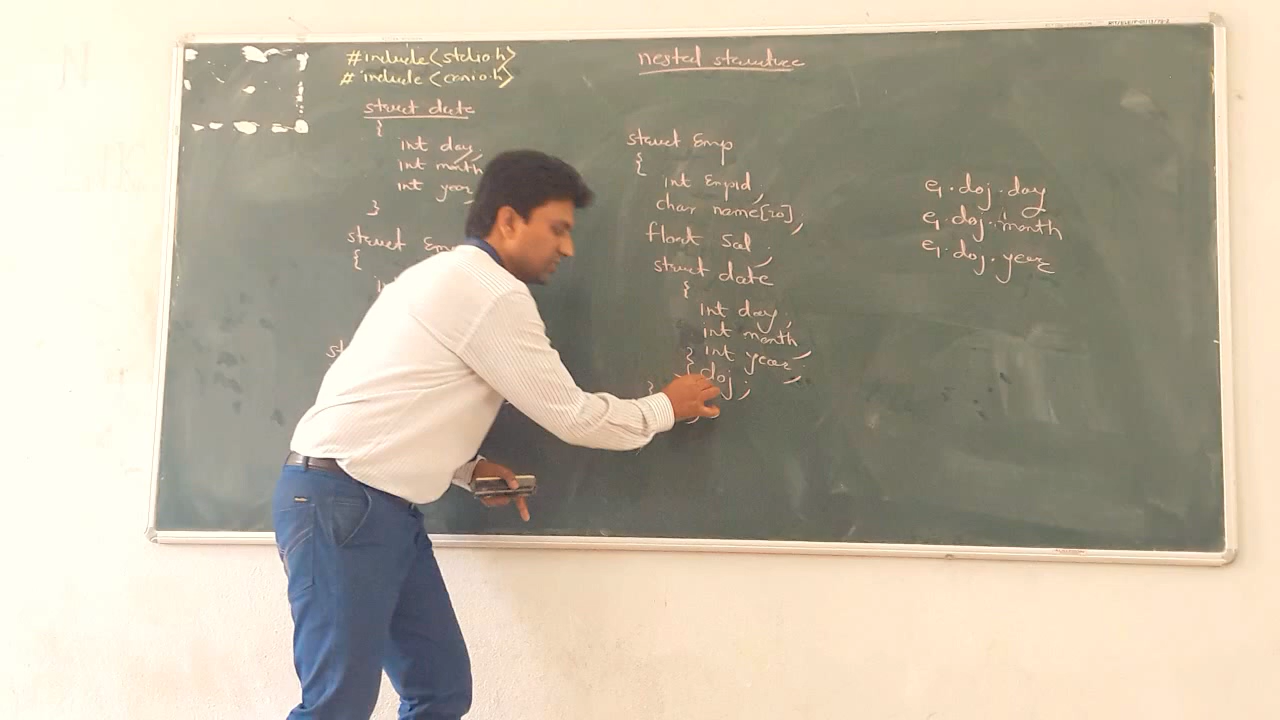 #include<stdio.h>
#include<conio.h>
struct date
{
int day;
int month;
int year;
}
struct Em
{
nested structure
struct Emp
{
int Empid;
char name[20];
float Sal;
struct date
{
int day;
int month;
int year;
} doj;
}
e1.doj.day
e1.doj.month
e1.doj.year